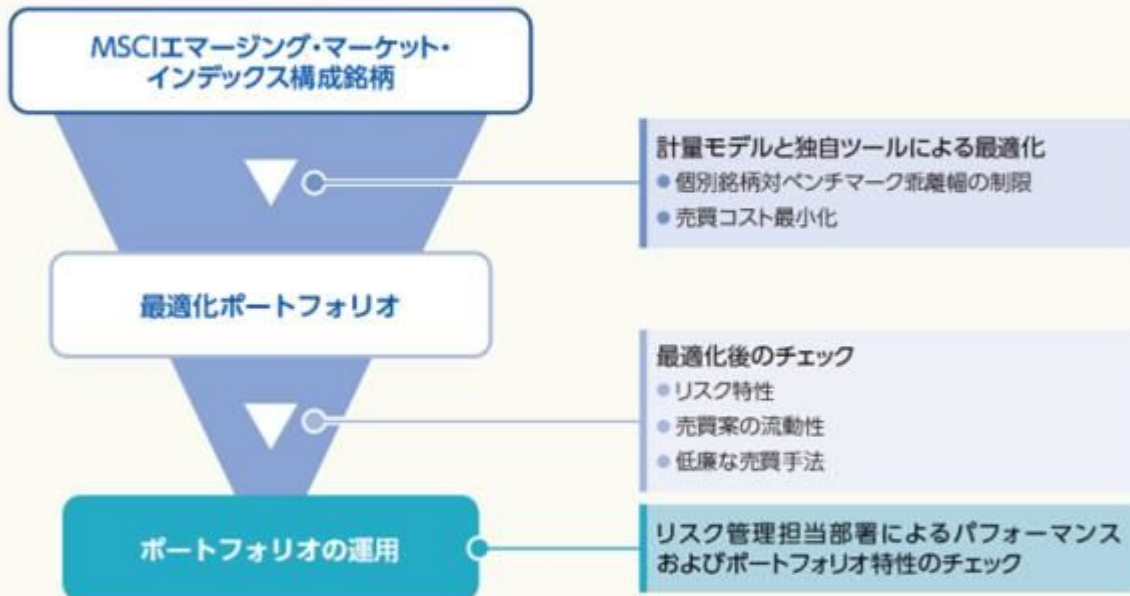 MSCIエマージング・マーケット・
インデックス構成銘柄
計量モデルと独自ツールによる最適化
●個別銘柄対ベンチマーク乖離幅の制限
●売買コスト最小化
最適化ポートフォリオ
最適化後のチェック
●リスク特性
●売買案の流動性
●低廉な売買手法
ポートフォリオの運用
リスク管理担当部署によるパフォーマンス
およびポートフォリオ特性のチェック